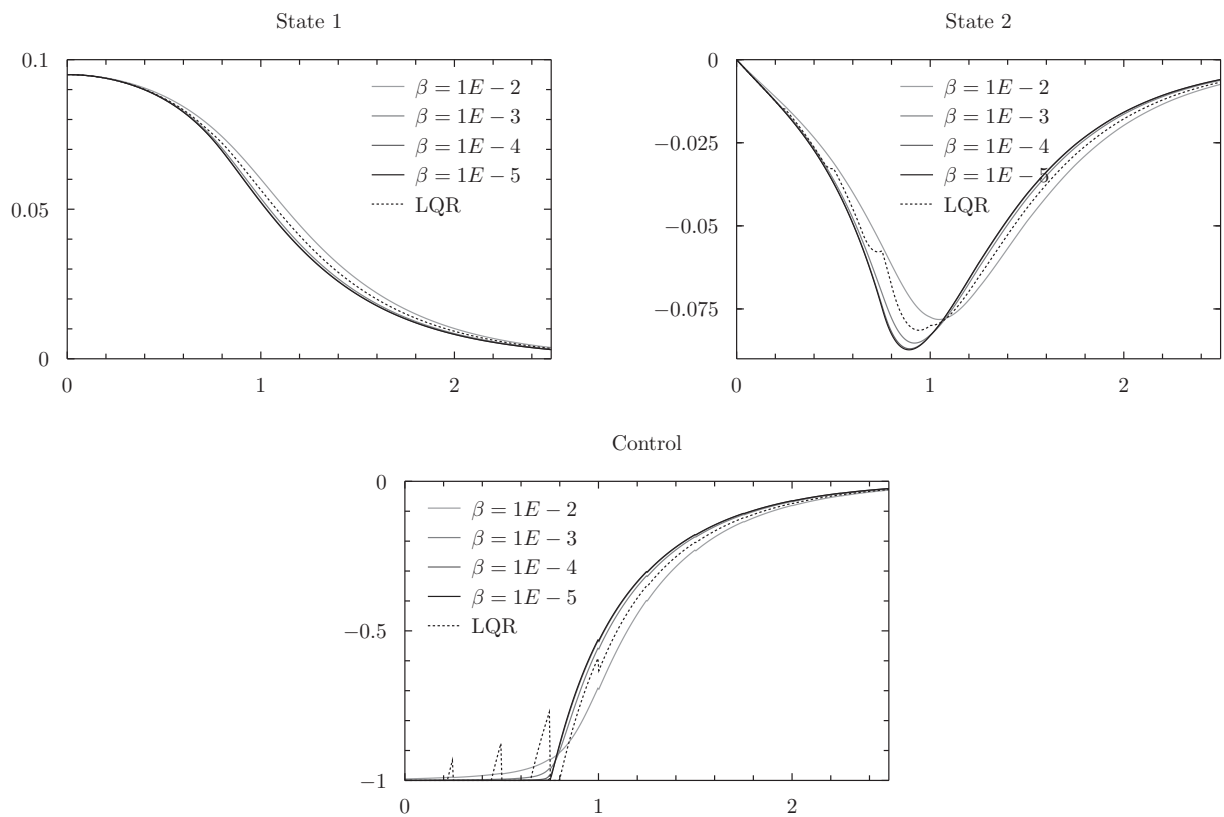 State 1
0.1
0.05
0
0
1
2
β = 1E − 2
β = 1E − 3
β = 1E − 4
β = 1E − 5
LQR
State 2
0
−0.025
−0.05
−0.075
0
1
2
β = 1E − 2
β = 1E − 3
β = 1E − 4
β = 1E − 5
LQR
Control
0
−0.5
−1
0
1
2
β = 1E − 2
β = 1E − 3
β = 1E − 4
β = 1E − 5
LQR